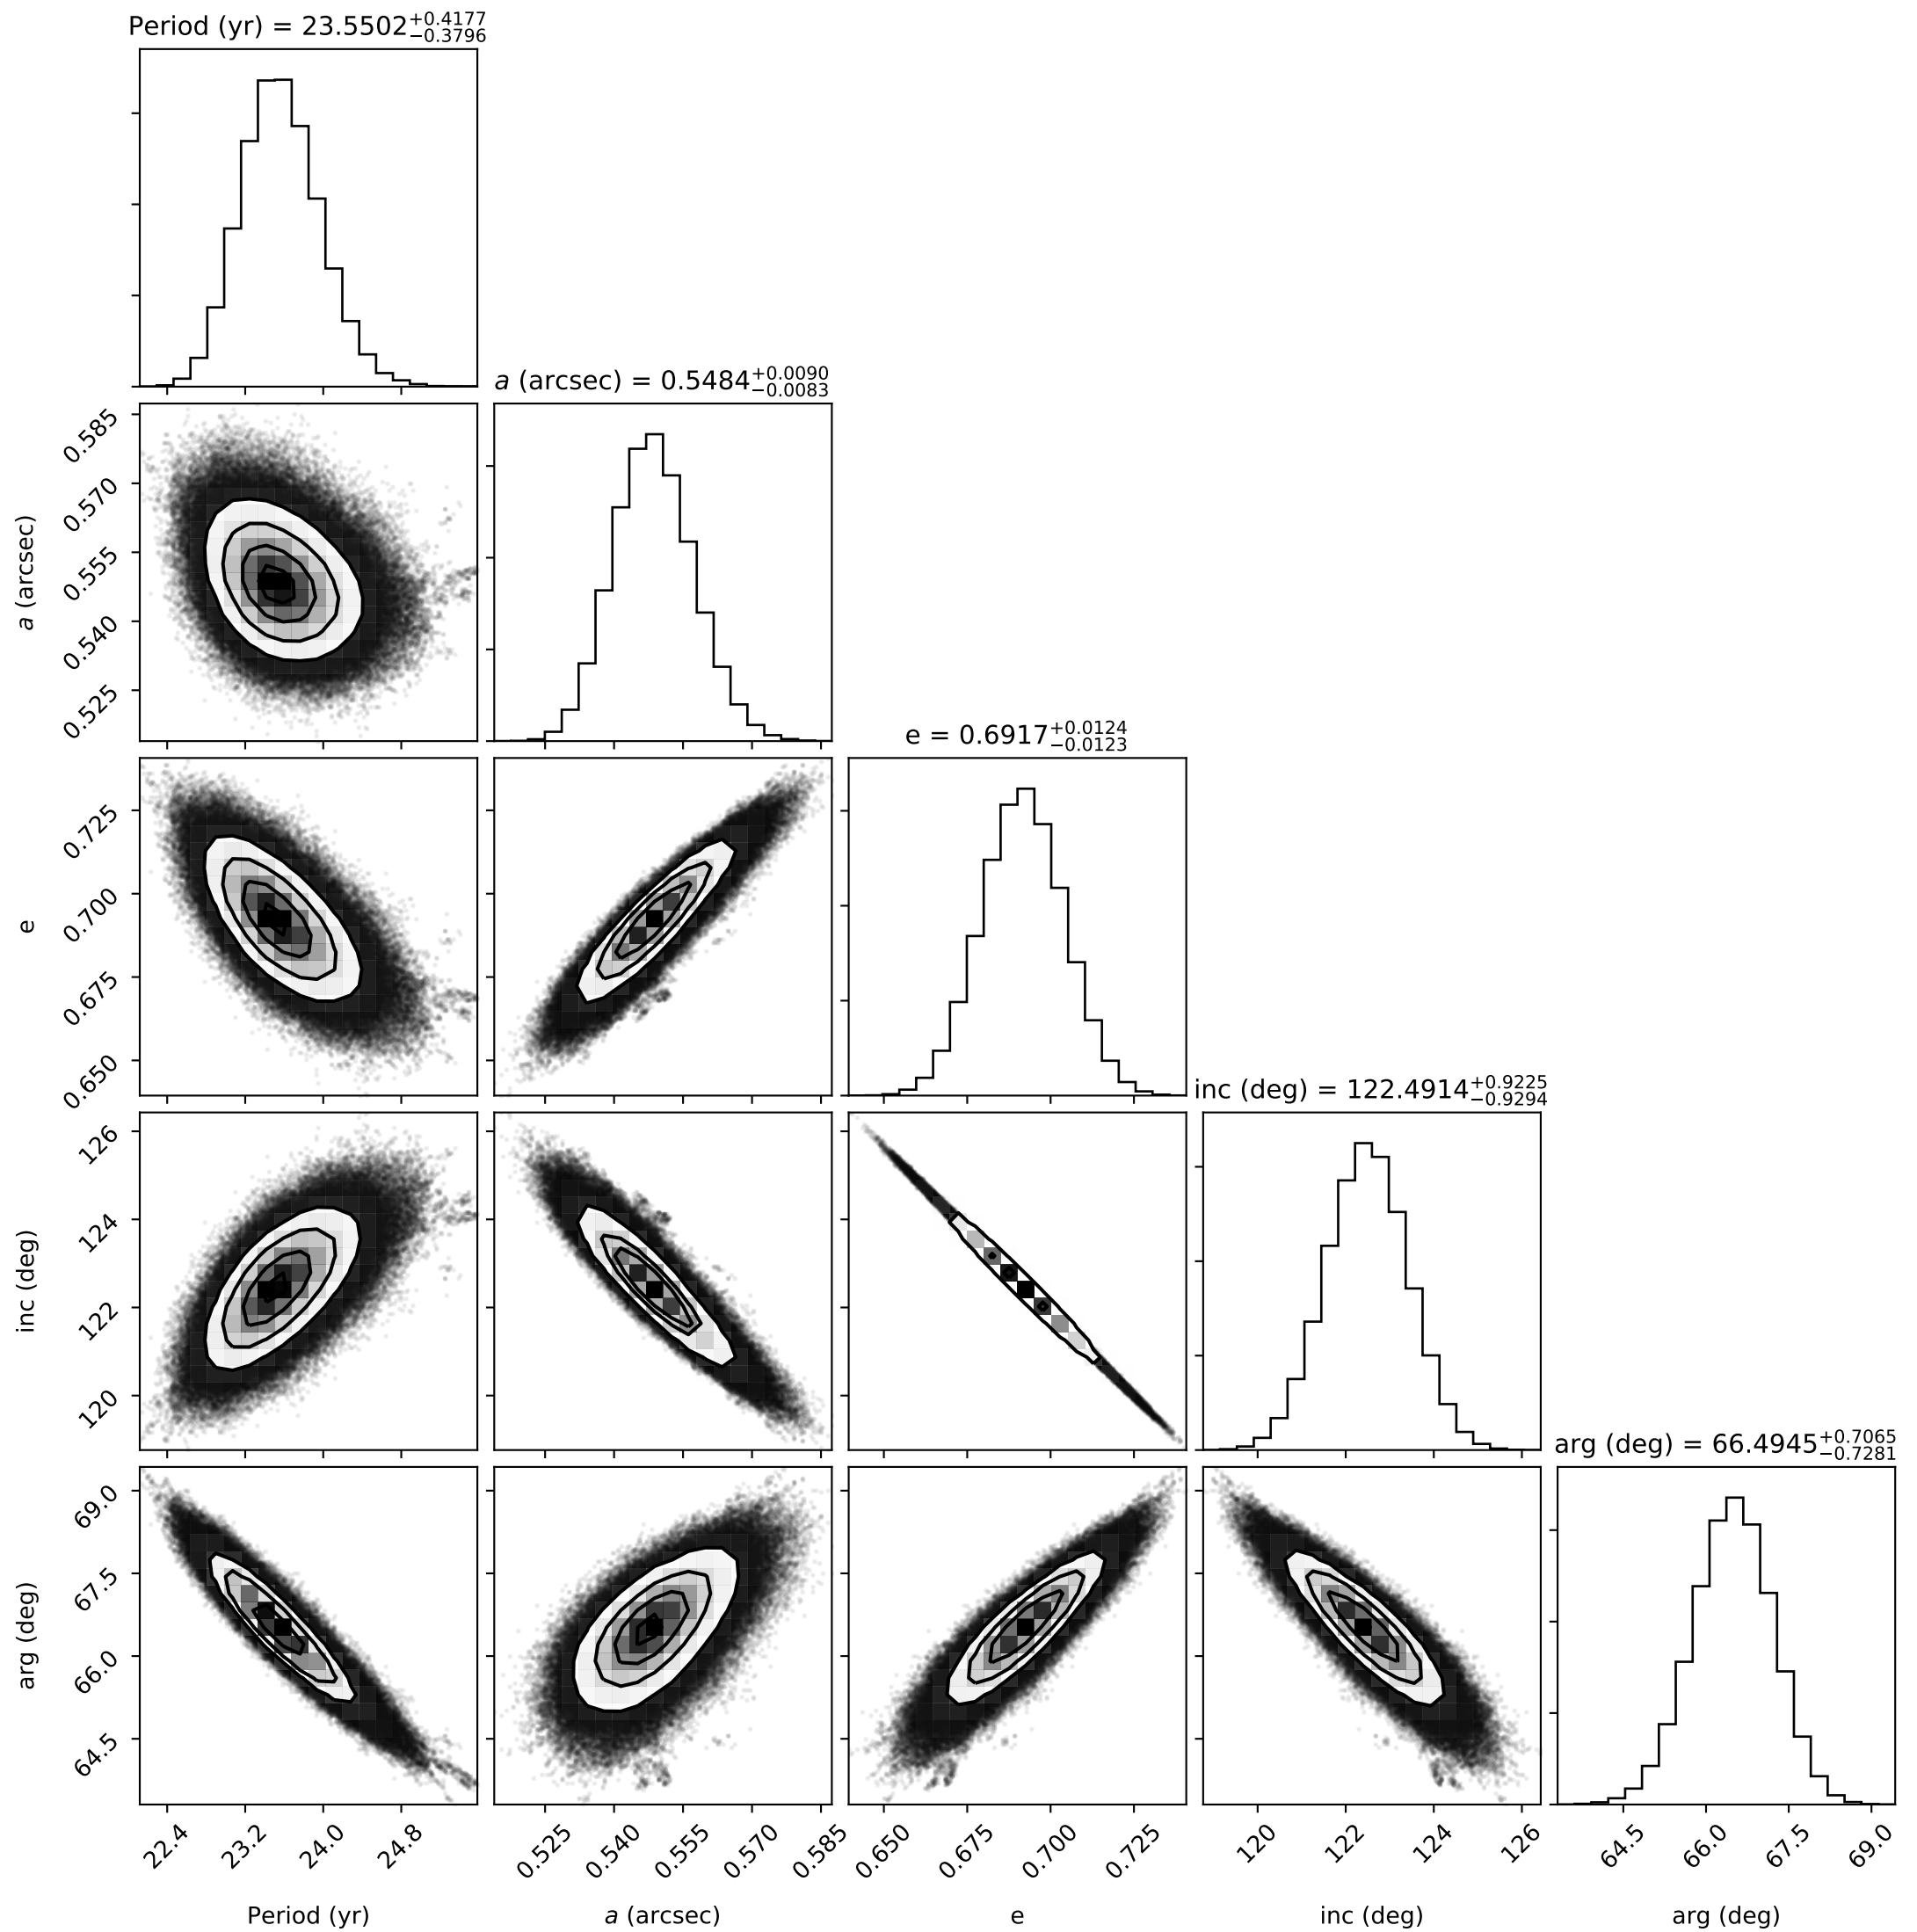 Period (yr) = 23.5502+0.4177−0.3796
a (arcsec) = 0.5484+0.0090−0.0083
0.585
0.570
0.555
0.540
0.525
a (arcsec)
e = 0.6917+0.0124−0.0123
0.725
0.700
0.675
0.650
e
inc (deg) = 122.4914+0.9225−0.9294
126
124
122
120
inc (deg)
arg (deg) = 66.4945+0.7065−0.7281
69.0
67.5
66.0
64.5
arg (deg)
22.4 23.2 24.0 24.8 0.525 0.540 0.555 0.570 0.585 0.650 0.675 0.700 0.725 120 122 124 126 64.5 66.0 67.5 69.0
Period (yr) a (arcsec) e inc (deg) arg (deg)